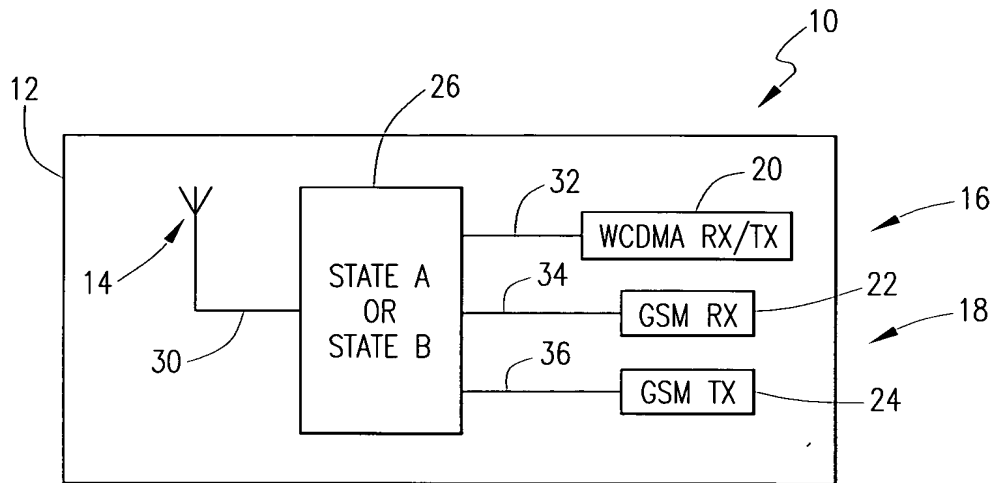 10
12
26
32
20
16
WCDMA RX/TX
14
STATE A
OR
STATE B
34
GSM RX
22
18
30
36
GSM TX
24